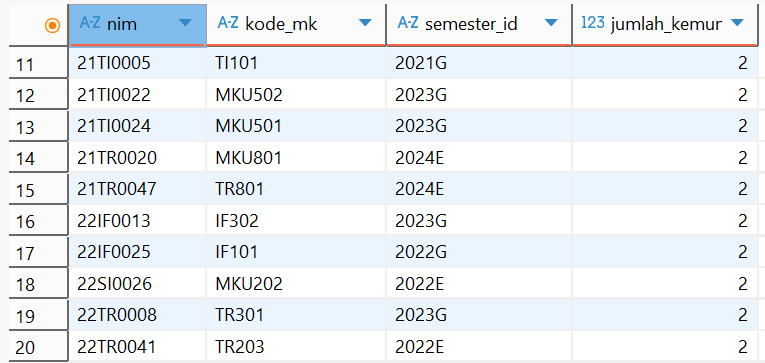 A-Z nim A-Z kode_mk A-Z semester_id 123 jumlah_kemur
11 21TI0005 TI101 2021G 2
12 21TI0022 MKU502 2023G 2
13 21TI0024 MKU501 2023G 2
14 21TR0020 MKU801 2024E 2
15 21TR0047 TR801 2024E 2
16 22IF0013 IF302 2023G 2
17 22IF0025 IF101 2022G 2
18 22SI0026 MKU202 2022E 2
19 22TR0008 TR301 2023G 2
20 22TR0041 TR203 2022E 2